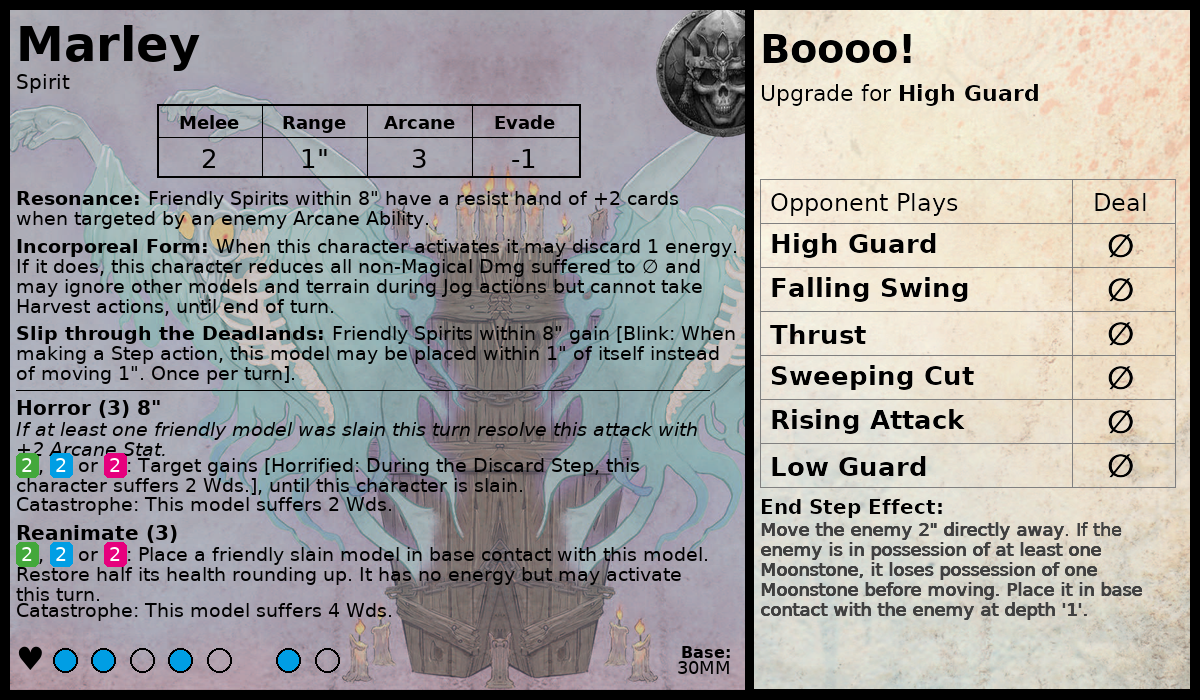 Marley
Spirit
Melee Range Arcane Evade
2 1" 3 -1
Resonance: Friendly Spirits within 8" have a resist hand of +2 cards
when targeted by an enemy Arcane Ability.
Incorporeal Form: When this character activates it may discard 1 energy.
If it does, this character reduces all non-Magical Dmg suffered to ∅ and
may ignore other models and terrain during Jog actions but cannot take
Harvest actions, until end of turn.
Slip through the Deadlands: Friendly Spirits within 8" gain [Blink: When
making a Step action, this model may be placed within 1" of itself instead
of moving 1". Once per turn].
Horror (3) 8"
If at least one friendly model was slain this turn resolve this attack with
+2 Arcane Stat.
2, 2 or 2: Target gains [Horrified: During the Discard Step, this
character suffers 2 Wds.], until this character is slain.
Catastrophe: This model suffers 2 Wds.
Reanimate (3)
2, 2 or 2: Place a friendly slain model in base contact with this model.
Restore half its health rounding up. It has no energy but may activate
this turn.
Catastrophe: This model suffers 4 Wds.
Base:
30MM
Boooo!
Upgrade for High Guard
Opponent Plays Deal
High Guard ∅
Falling Swing ∅
Thrust ∅
Sweeping Cut ∅
Rising Attack ∅
Low Guard ∅
End Step Effect:
Move the enemy 2" directly away. If the
enemy is in possession of at least one
Moonstone, it loses possession of one
Moonstone before moving. Place it in base
contact with the enemy at depth '1'.